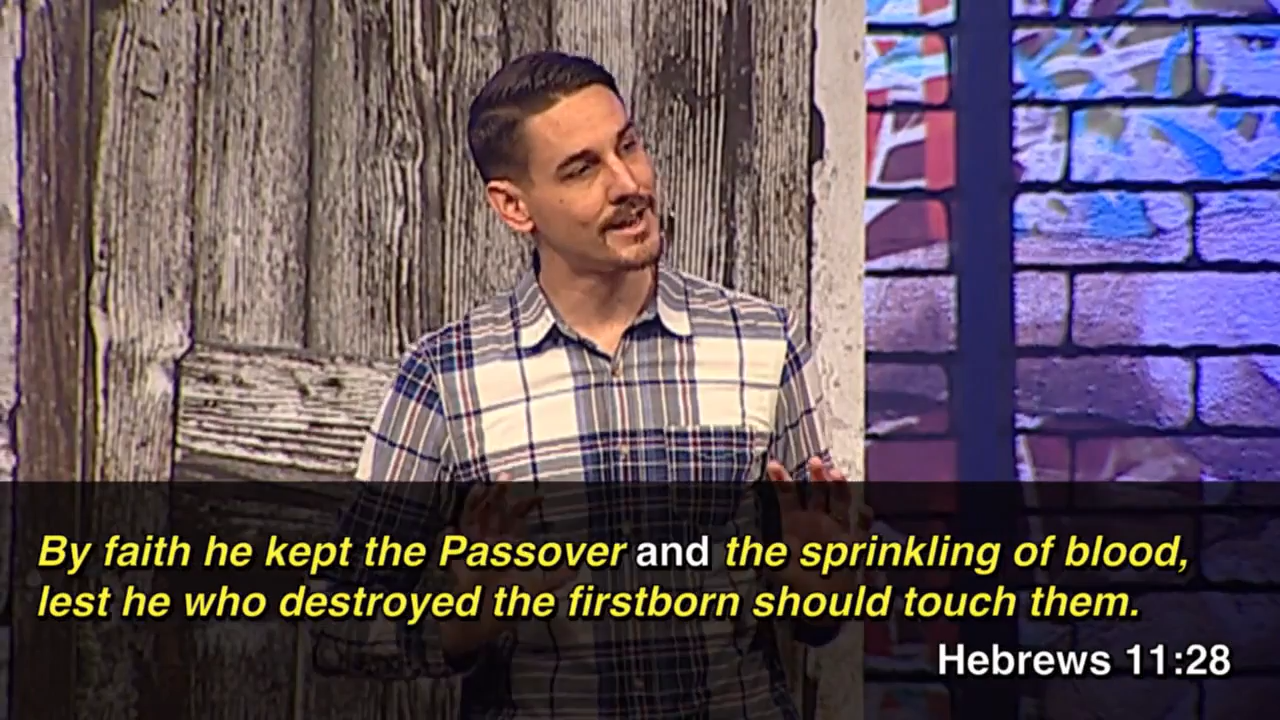 By faith he kept the Passover and the sprinkling of blood,
lest he who destroyed the firstborn should touch them.
Hebrews 11:28